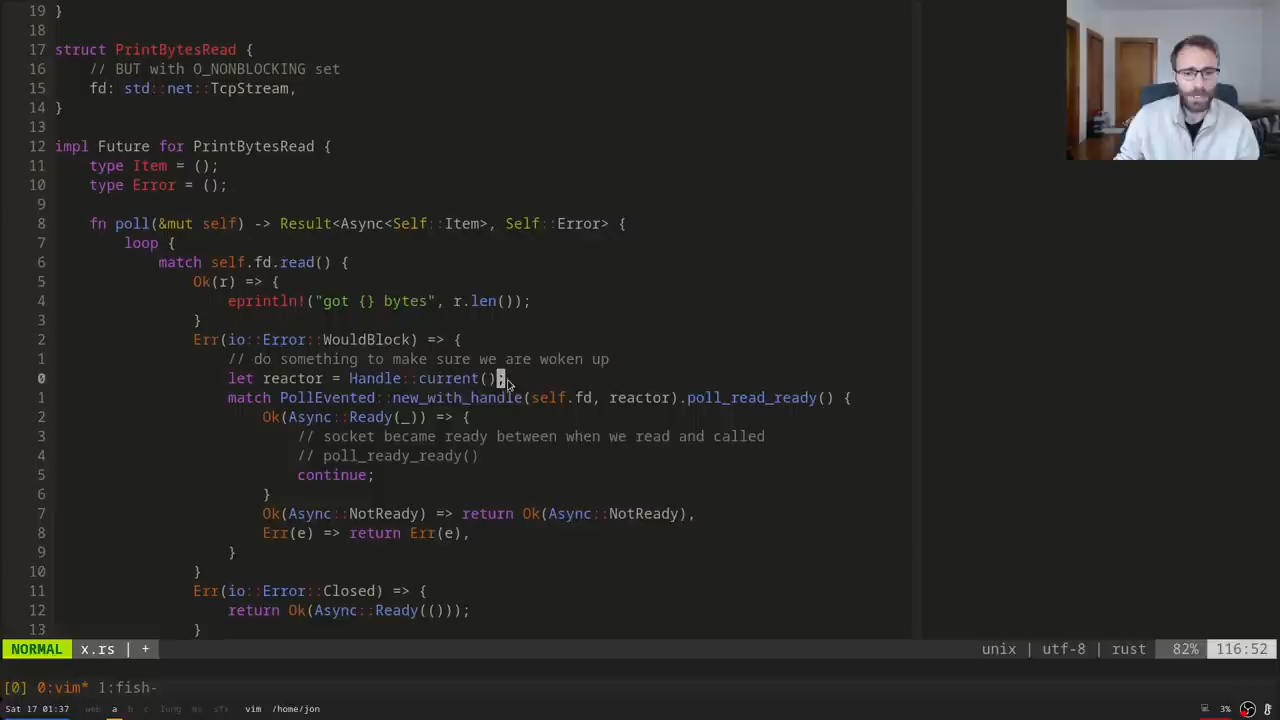 19 }
18
17 struct PrintBytesRead {
16     // BUT with O_NONBLOCKING set
15     fd: std::net::TcpStream,
14 }
13
12 impl Future for PrintBytesRead {
11     type Item = ();
10     type Error = ();
9
8     fn poll(&mut self) -> Result<Async<Self::Item>, Self::Error> {
7         loop {
6             match self.fd.read() {
5                 Ok(r) => {
4                     eprintln!("got {} bytes", r.len());
3                 }
2                 Err(io::Error::WouldBlock) => {
1                     // do something to make sure we are woken up
0                     let reactor = Handle::current();
1                     match PollEvented::new_with_handle(self.fd, reactor).poll_read_ready() {
2                         Ok(Async::Ready(_)) => {
3                             // socket became ready between when we read and called
4                             // poll_ready_ready()
5                             continue;
6                         }
7                         Ok(Async::NotReady) => return Ok(Async::NotReady),
8                         Err(e) => return Err(e),
9                     }
10                 }
11                 Err(io::Error::Closed) => {
12                     return Ok(Async::Ready(()));
13                 }
NORMAL x.rs | + unix | utf-8 | rust 82% 116:52
[0] 0:vim* 1:fish-
Sat 17 01:37 web a b c lung ms sfx vim /home/jon 3%